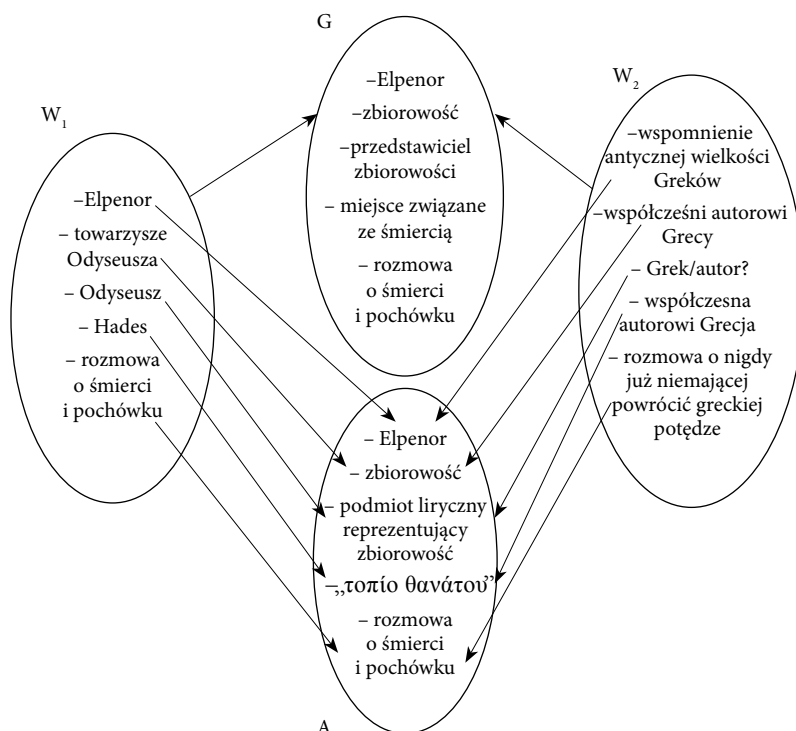 G
–Elpenor
–zbiorowość
–przedstawiciel
zbiorowości
– miejsce związane
ze śmiercią
– rozmowa
o śmierci
i pochówku
W₁
–Elpenor
– towarzysze
Odyseusza
– Odyseusz
– Hades
– rozmowa
o śmierci
i pochówku
W₂
–wspomnienie
antycznej wielkości
Greków
–współcześni autorowi
Grecy
– Grek/autor?
– współczesna
autorowi Grecja
– rozmowa o nigdy
już niemającej
powrócić greckiej
potędze
– Elpenor
– zbiorowość
– podmiot liryczny
reprezentujący
zbiorowość
–„τοπίο θανάτου”
– rozmowa
o śmierci
i pochówku
A